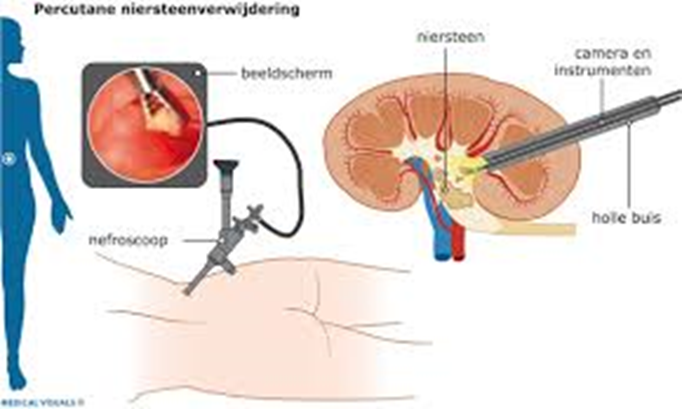 Percutane niersteenverwijdering
niersteen
camera en
instrumenten
beeldscherm
holle buis
nefroscoop
MEDICAL VISUALS ©